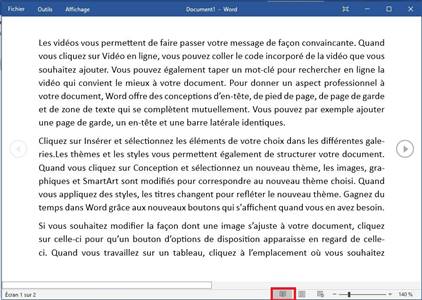 Fichier Outils Affichage Document1 - Word
Les vidéos vous permettent de faire passer votre message de façon convaincante. Quand
vous cliquez sur Vidéo en ligne, vous pouvez coller le code incorporé de la vidéo que vous
souhaitez ajouter. Vous pouvez également taper un mot-clé pour rechercher en ligne la
vidéo qui convient le mieux à votre document. Pour donner un aspect professionnel à
votre document, Word offre des conceptions d'en-tête, de pied de page, de page de garde
et de zone de texte qui se complètent mutuellement. Vous pouvez par exemple ajouter
une page de garde, un en-tête et une barre latérale identiques.
Cliquez sur Insérer et sélectionnez les éléments de votre choix dans les différentes gale-
ries.Les thèmes et les styles vous permettent également de structurer votre document.
Quand vous cliquez sur Conception et sélectionnez un nouveau thème, les images, gra-
phiques et SmartArt sont modifiés pour correspondre au nouveau thème choisi. Quand
vous appliquez des styles, les titres changent pour refléter le nouveau thème. Gagnez du
temps dans Word grâce aux nouveaux boutons qui s'affichent quand vous en avez besoin.
Si vous souhaitez modifier la façon dont une image s'ajuste à votre document, cliquez
sur celle-ci pour qu'un bouton d'options de disposition apparaisse en regard de celle-
ci. Quand vous travaillez sur un tableau, cliquez à l'emplacement où vous souhaitez
Écran 1 sur 2 140 %